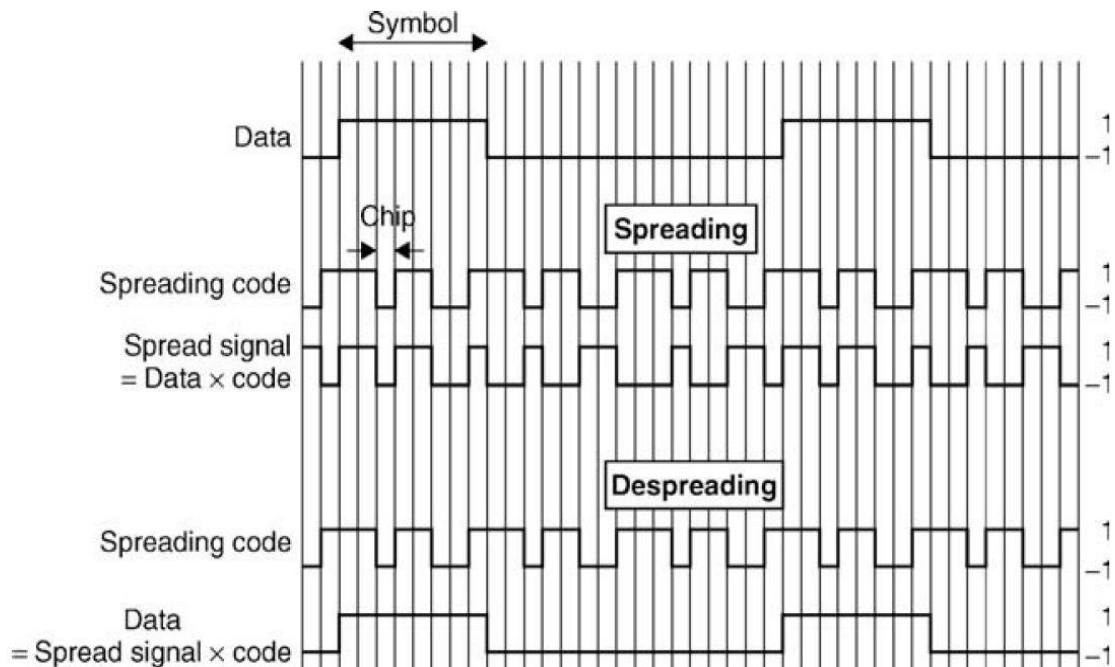 Symbol
Data
1
–1
Chip
Spreading
Spreading code
1
–1
Spread signal
= Data × code
1
–1
Despreading
Spreading code
1
–1
Data
= Spread signal × code
1
–1